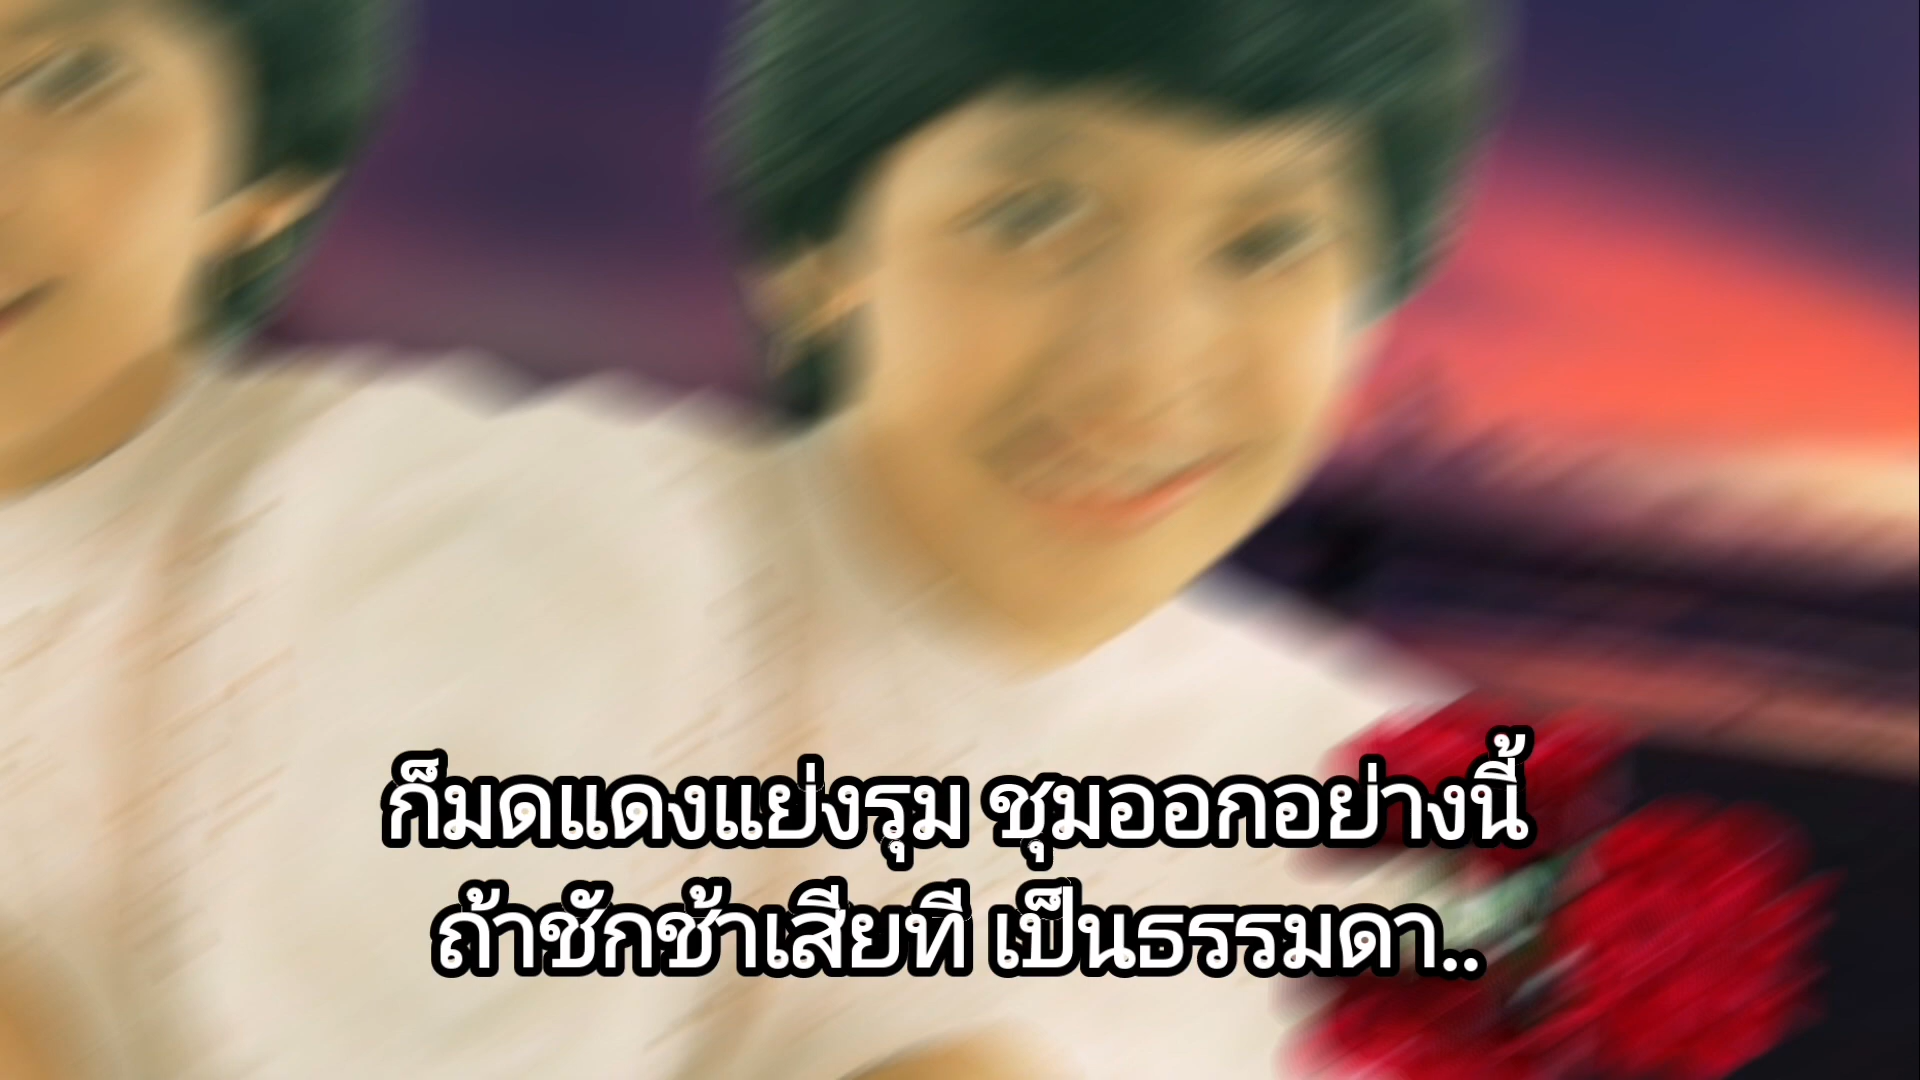 ก็มดแดงแย่งรุม ชุมออกอย่างนี้
ถ้าชักช้าเสียที เป็นธรรมดา..